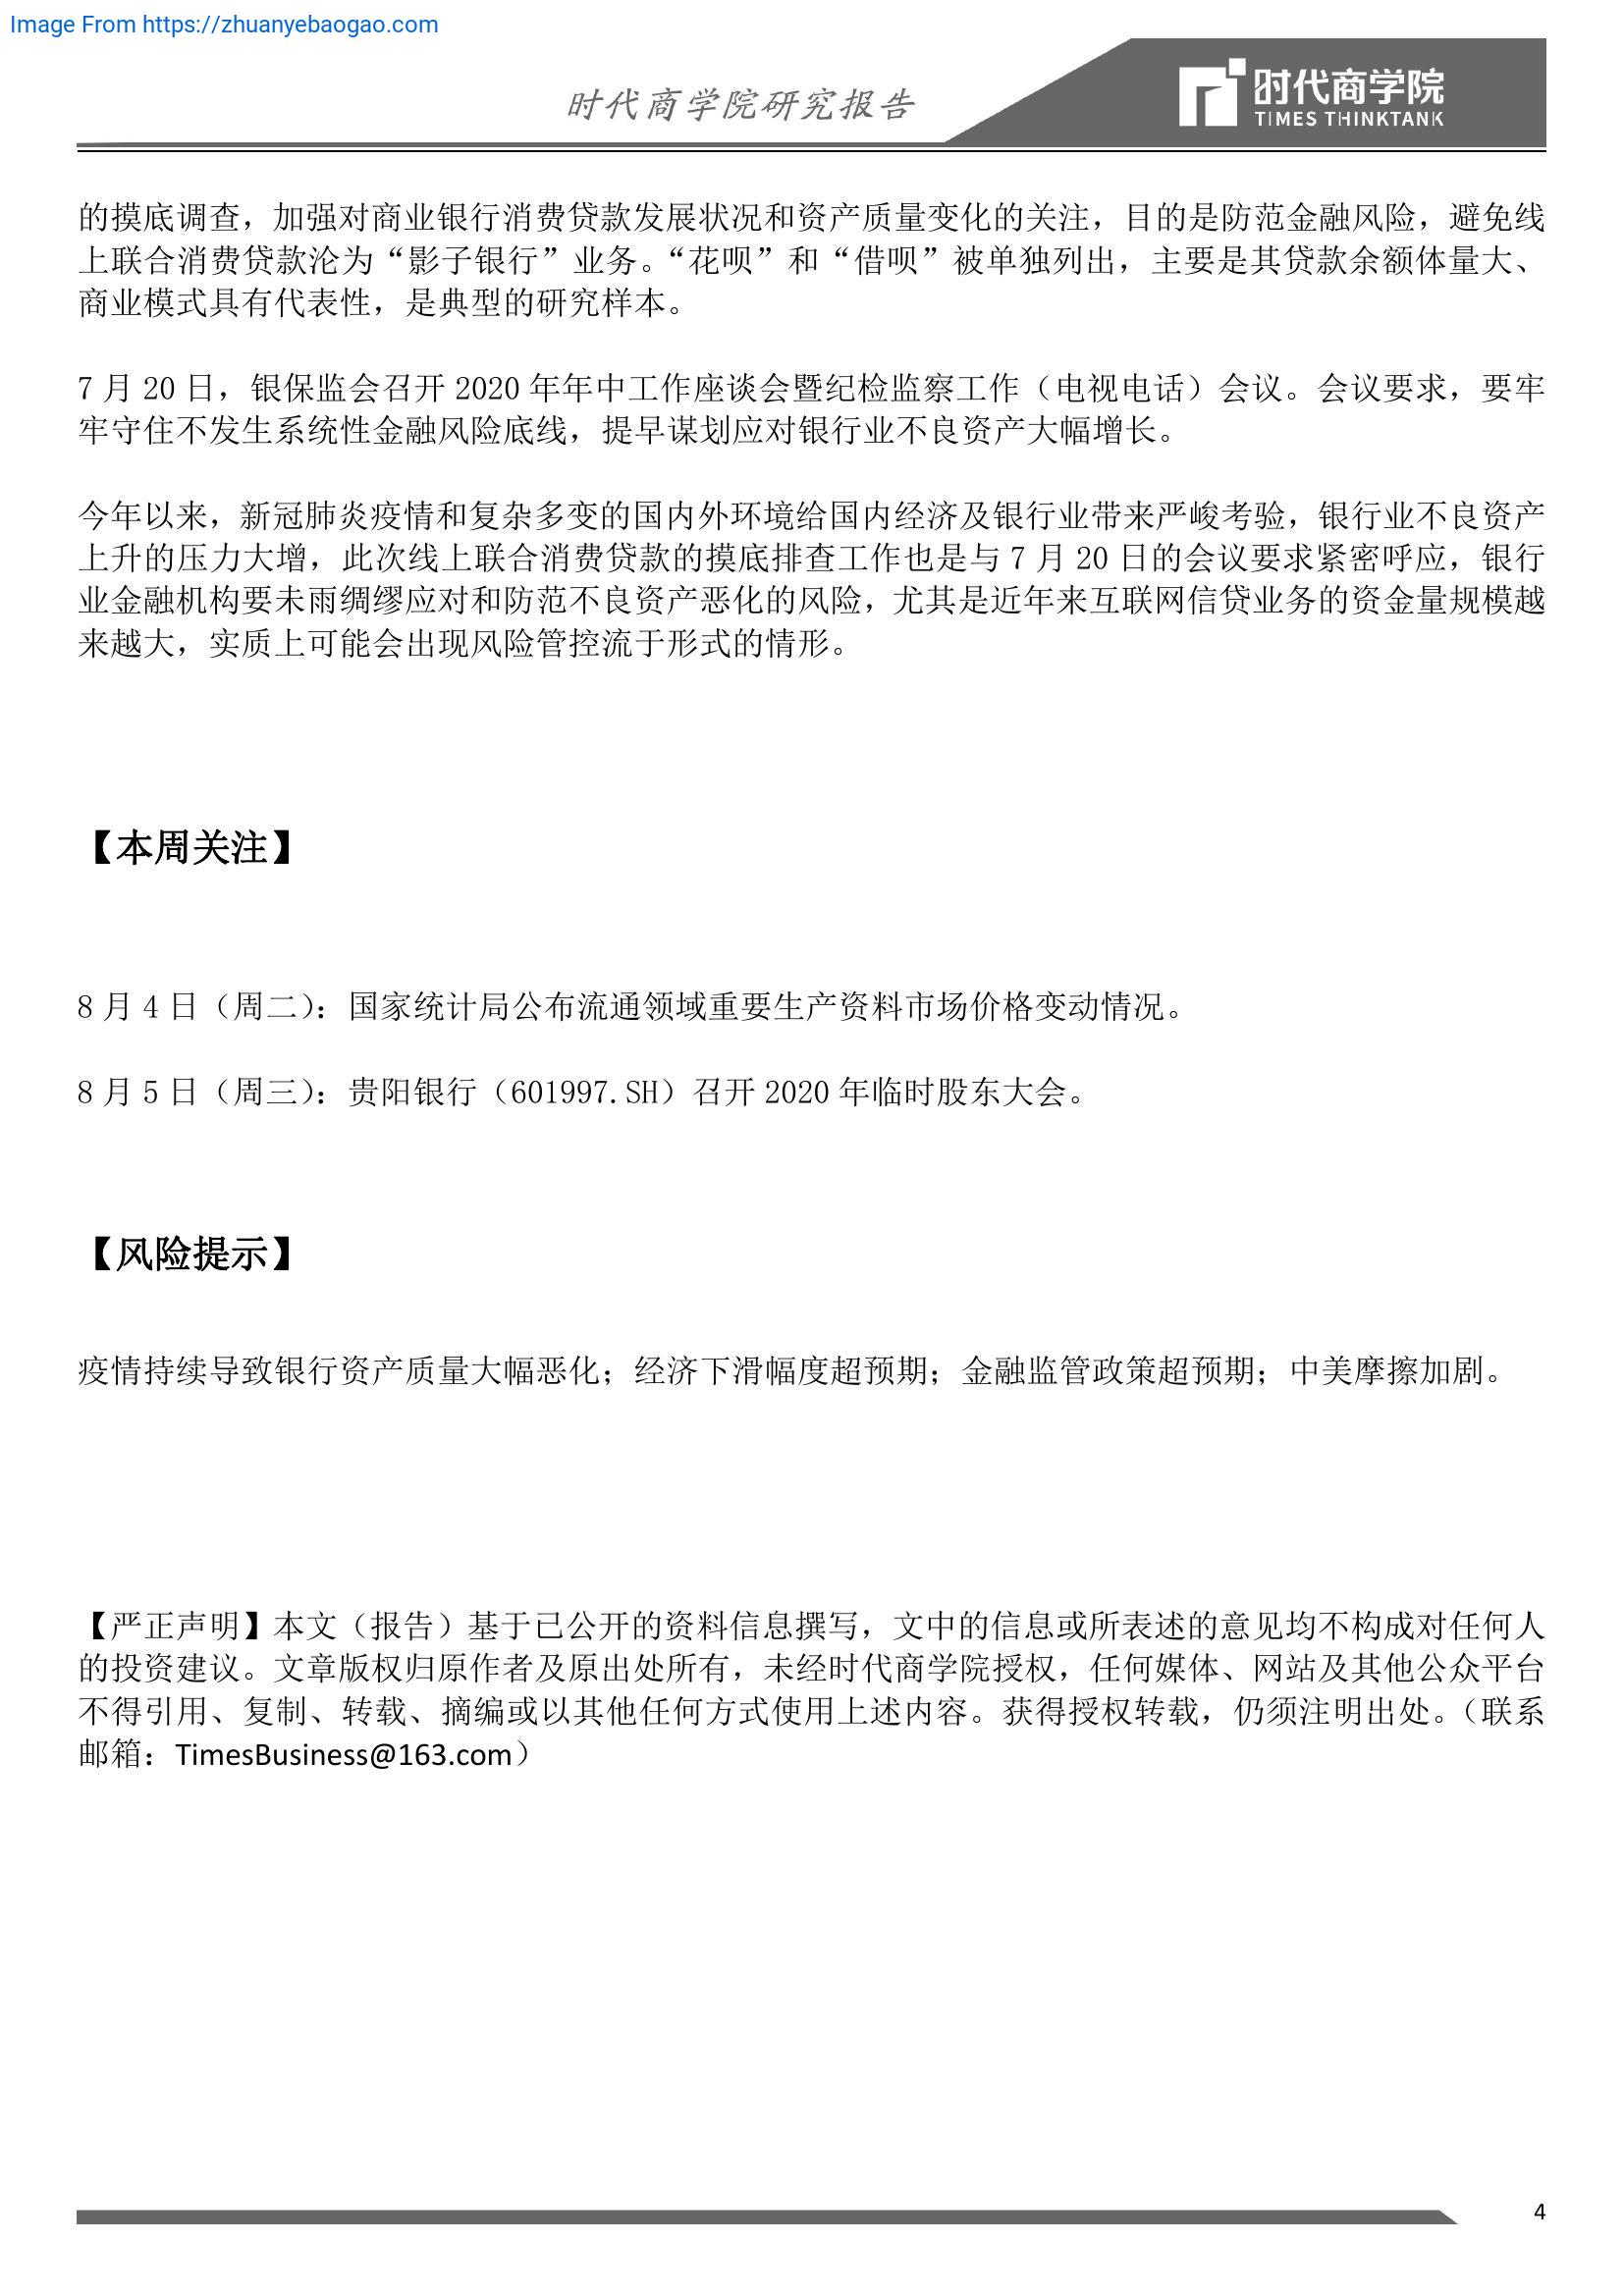 Image From https://zhuanyebaogao.com
时代商学院研究报告
时代商学院
TIMES THINKTANK
的摸底调查，加强对商业银行消费贷款发展状况和资产质量变化的关注，目的是防范金融风险，避免线
上联合消费贷款沦为“影子银行”业务。“花呗”和“借呗”被单独列出，主要是其贷款余额体量大、
商业模式具有代表性，是典型的研究样本。
7 月 20 日，银保监会召开 2020 年年中工作座谈会暨纪检监察工作（电视电话）会议。会议要求，要牢
牢守住不发生系统性金融风险底线，提早谋划应对银行业不良资产大幅增长。
今年以来，新冠肺炎疫情和复杂多变的国内外环境给国内经济及银行业带来严峻考验，银行业不良资产
上升的压力大增，此次线上联合消费贷款的摸底排查工作也是与 7 月 20 日的会议要求紧密呼应，银行
业金融机构要未雨绸缪应对和防范不良资产恶化的风险，尤其是近年来互联网信贷业务的资金量规模越
来越大，实质上可能会出现风险管控流于形式的情形。
【本周关注】
8 月 4 日（周二）：国家统计局公布流通领域重要生产资料市场价格变动情况。
8 月 5 日（周三）：贵阳银行（601997.SH）召开 2020 年临时股东大会。
【风险提示】
疫情持续导致银行资产质量大幅恶化；经济下滑幅度超预期；金融监管政策超预期；中美摩擦加剧。
【严正声明】本文（报告）基于已公开的资料信息撰写，文中的信息或所表述的意见均不构成对任何人
的投资建议。文章版权归原作者及原出处所有，未经时代商学院授权，任何媒体、网站及其他公众平台
不得引用、复制、转载、摘编或以其他任何方式使用上述内容。获得授权转载，仍须注明出处。（联系
邮箱：TimesBusiness@163.com）
4